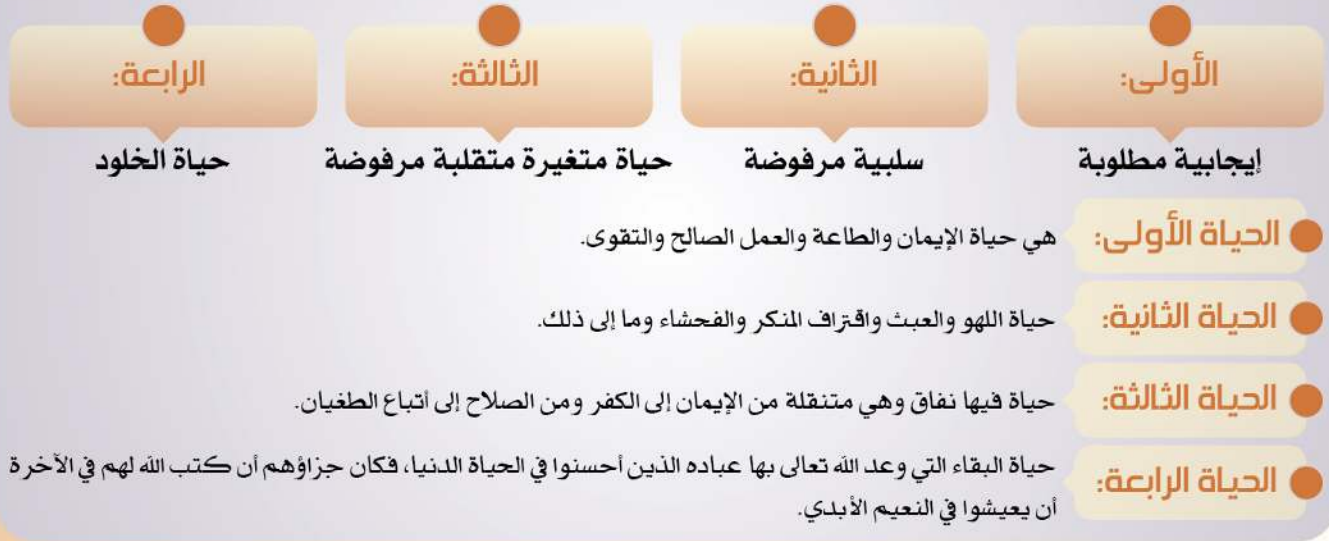 الأولى: الثانية: الثالثة: الرابعة:
إيجابية مطلوبة سلبية مرفوضة حياة متغيرة متقلبة مرفوضة حياة الخلود
الحياة الأولى: هي حياة الإيمان والطاعة والعمل الصالح والتقوى.
الحياة الثانية: حياة اللهو والعبث واقتراف المنكر والفحشاء وما إلى ذلك.
الحياة الثالثة: حياة فيها نفاق وهي متنقلة من الإيمان إلى الكفر ومن الصلاح إلى أتباع الطغيان.
الحياة الرابعة: حياة البقاء التي وعد الله تعالى بها عباده الذين أحسنوا في الحياة الدنيا، فكان جزاؤهم أن كتب الله لهم في الآخرة
أن يعيشوا في النعيم الأبدي.